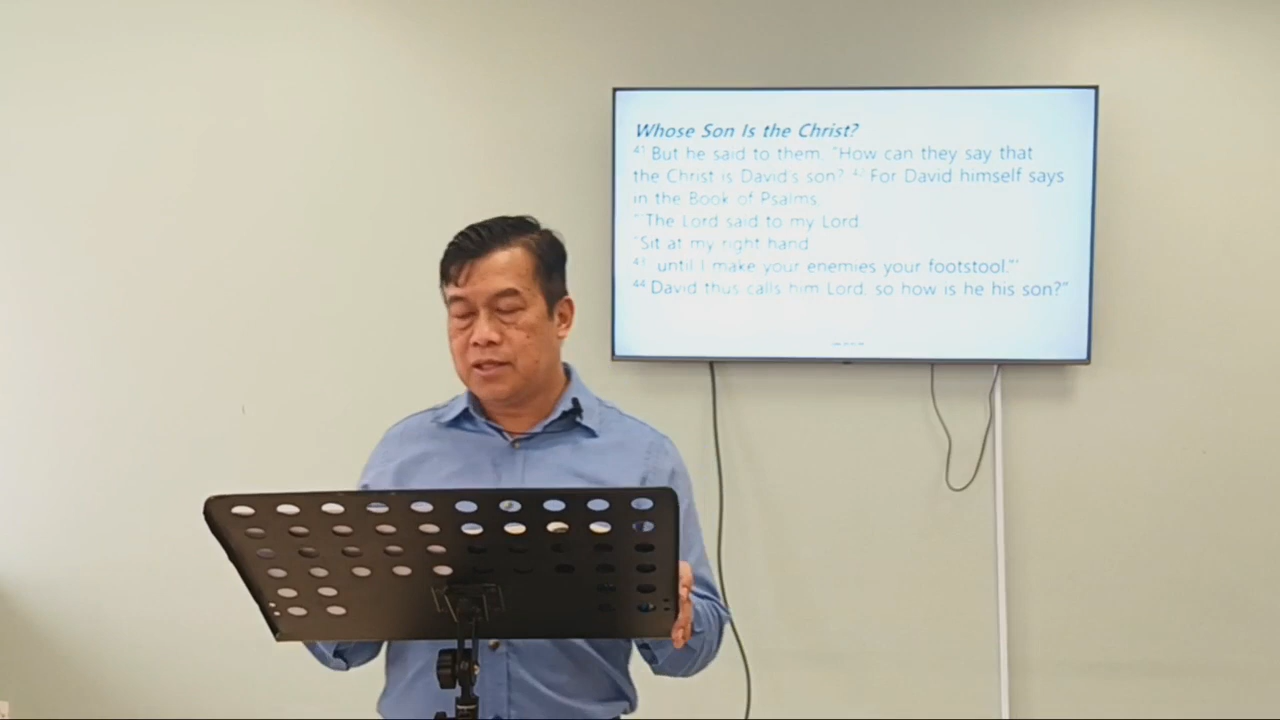 Whose Son Is the Christ?
41 But he said to them, "How can they say that
the Christ is David's son? 42 For David himself says
in the Book of Psalms,
"'The Lord said to my Lord,
"Sit at my right hand,
43 until I make your enemies your footstool."'
44 David thus calls him Lord, so how is he his son?"